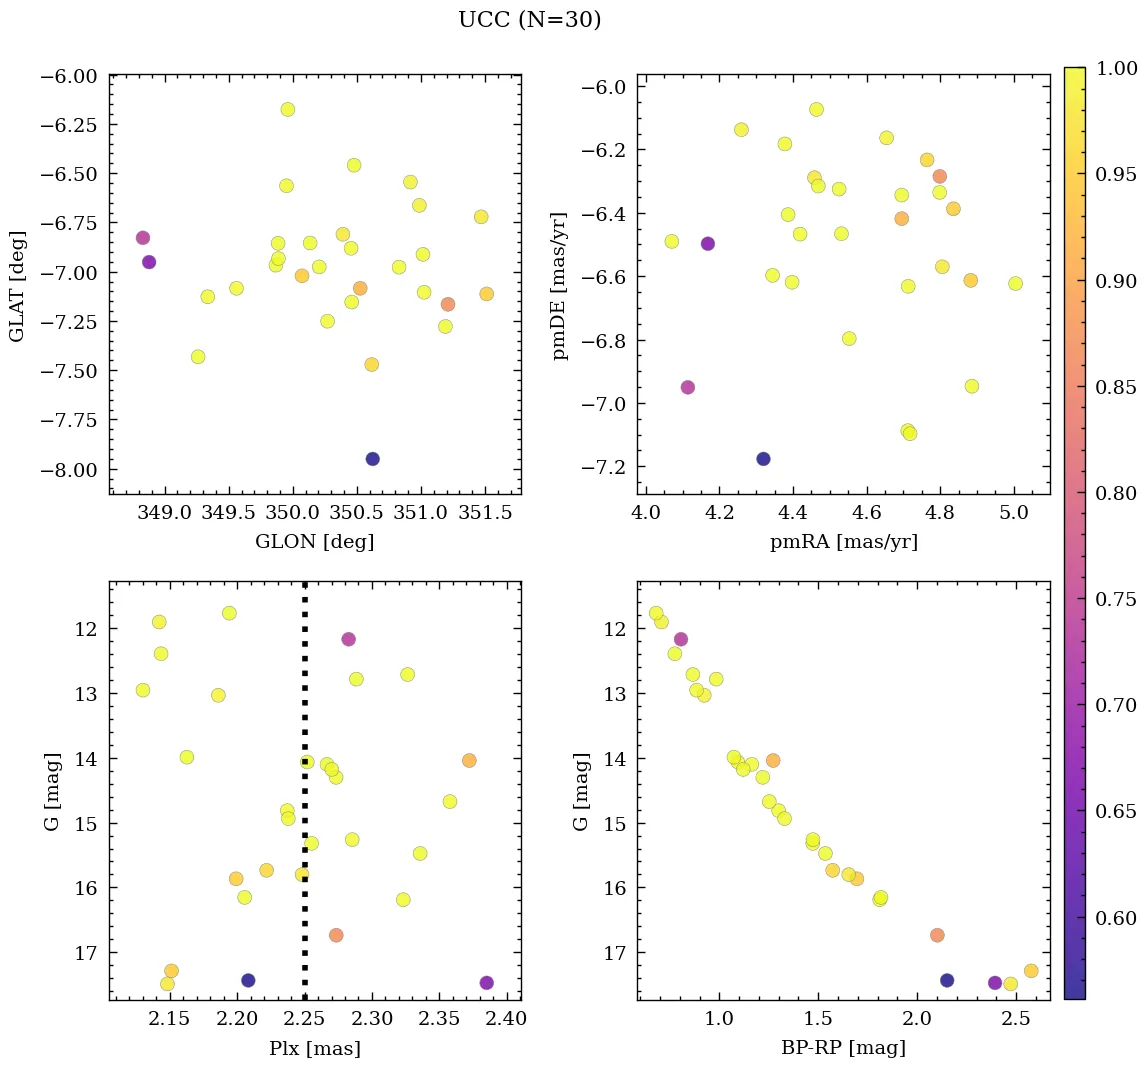 UCC (N=30)
−6.00
−6.25
−6.50
−6.75
−7.00
−7.25
−7.50
−7.75
−8.00
GLAT [deg]
349.0 349.5 350.0 350.5 351.0 351.5
GLON [deg]
−6.0
−6.2
−6.4
−6.6
−6.8
−7.0
−7.2
pmDE [mas/yr]
4.0 4.2 4.4 4.6 4.8 5.0
pmRA [mas/yr]
12
13
14
15
16
17
G [mag]
2.15 2.20 2.25 2.30 2.35 2.40
Plx [mas]
12
13
14
15
16
17
G [mag]
1.0 1.5 2.0 2.5
BP-RP [mag]
1.00
0.95
0.90
0.85
0.80
0.75
0.70
0.65
0.60